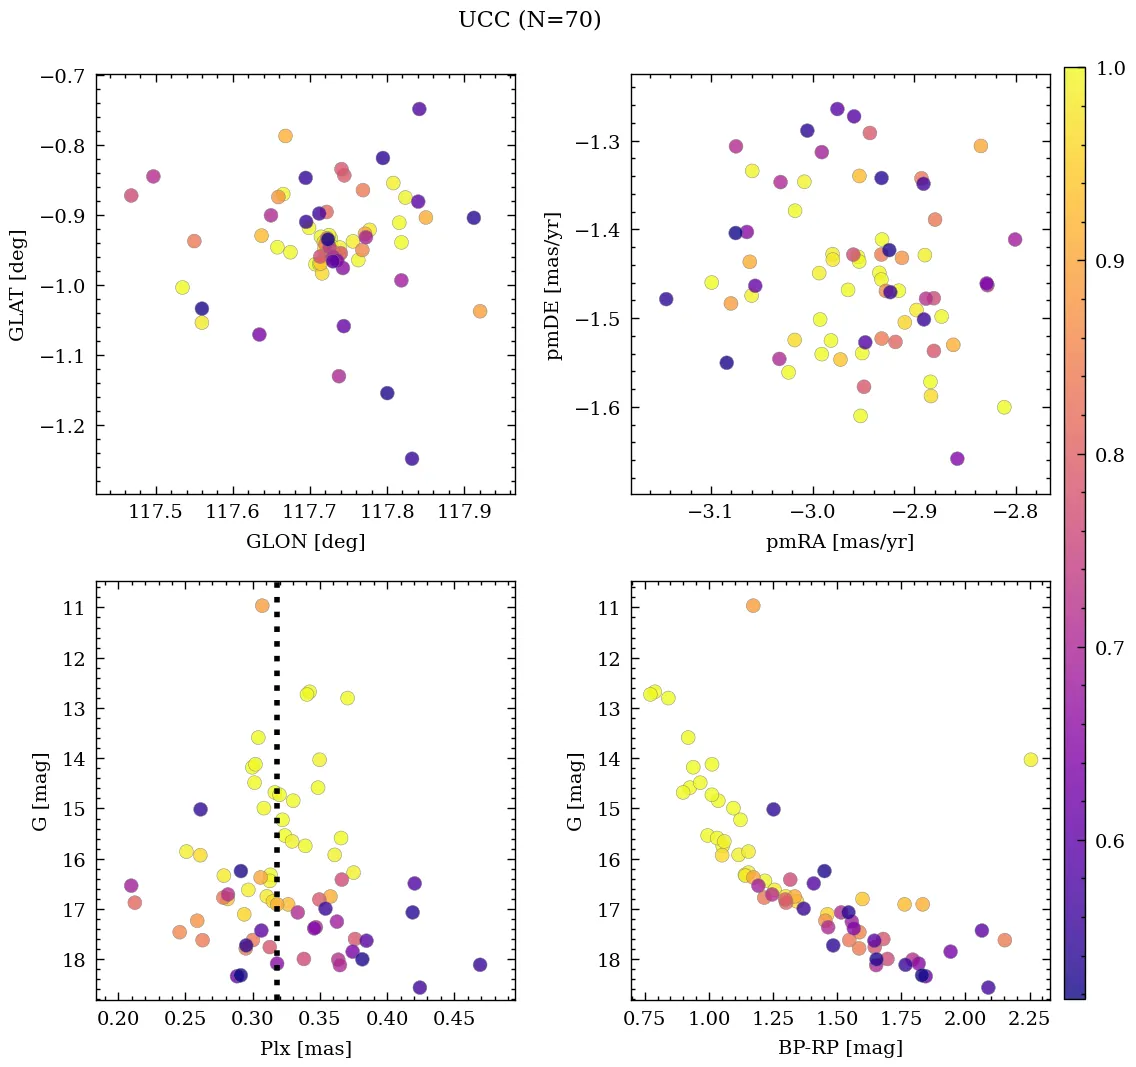 UCC (N=70)
−0.7
−0.8
−0.9
−1.0
−1.1
−1.2
GLAT [deg]
117.5 117.6 117.7 117.8 117.9
GLON [deg]
−1.3
−1.4
−1.5
−1.6
pmDE [mas/yr]
−3.1 −3.0 −2.9 −2.8
pmRA [mas/yr]
1.0
0.9
0.8
0.7
0.6
11
12
13
14
15
16
17
18
G [mag]
0.20 0.25 0.30 0.35 0.40 0.45
Plx [mas]
11
12
13
14
15
16
17
18
G [mag]
0.75 1.00 1.25 1.50 1.75 2.00 2.25
BP-RP [mag]